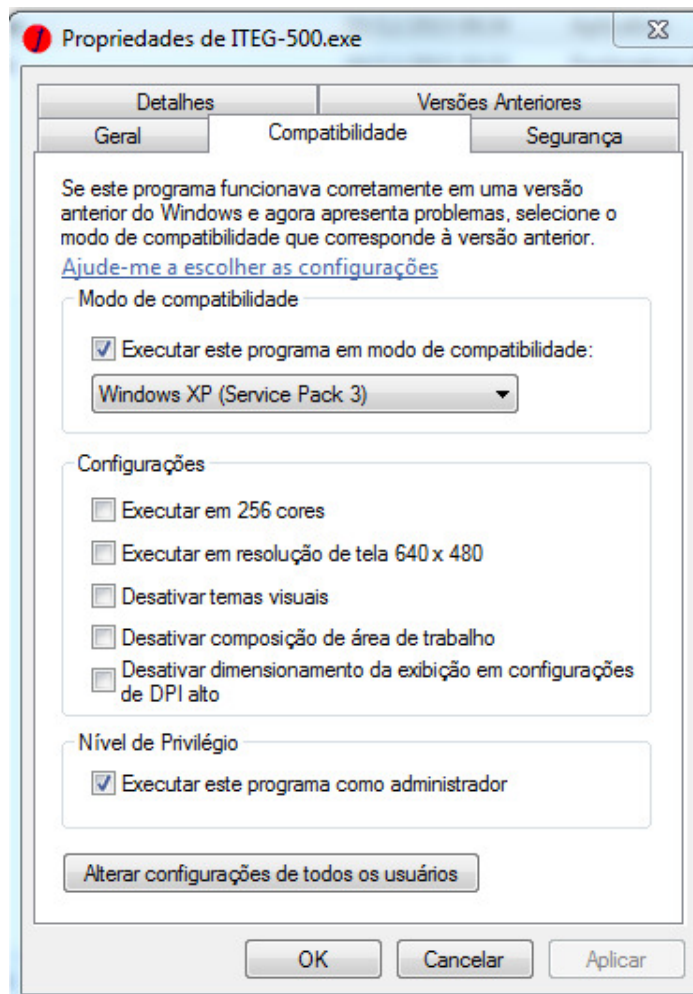 Propriedades de ITEG-500.exe
Detalhes
Versões Anteriores
Geral
Compatibilidade
Segurança
Se este programa funcionava corretamente em uma versão
anterior do Windows e agora apresenta problemas, selecione o
modo de compatibilidade que corresponde à versão anterior.
Ajude-me a escolher as configurações
Modo de compatibilidade
Executar este programa em modo de compatibilidade:
Windows XP (Service Pack 3)
Configurações
Executar em 256 cores
Executar em resolução de tela 640 x 480
Desativar temas visuais
Desativar composição de área de trabalho
Desativar dimensionamento da exibição em configurações
de DPI alto
Nível de Privilégio
Executar este programa como administrador
Alterar configurações de todos os usuários
OK
Cancelar
Aplicar